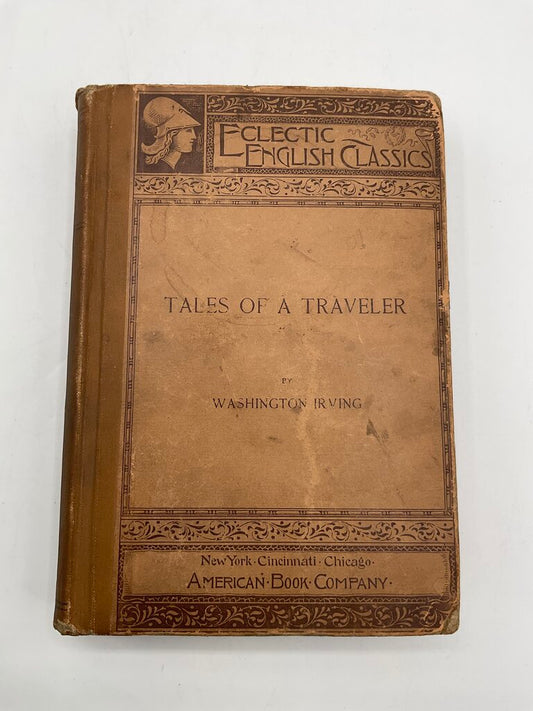 ECLECTIC
ENGLISH CLASSICS
TALES OF A TRAVELER
BY
WASHINGTON IRVING
New York · Cincinnati · Chicago ·
AMERICAN · BOOK · COMPANY ·